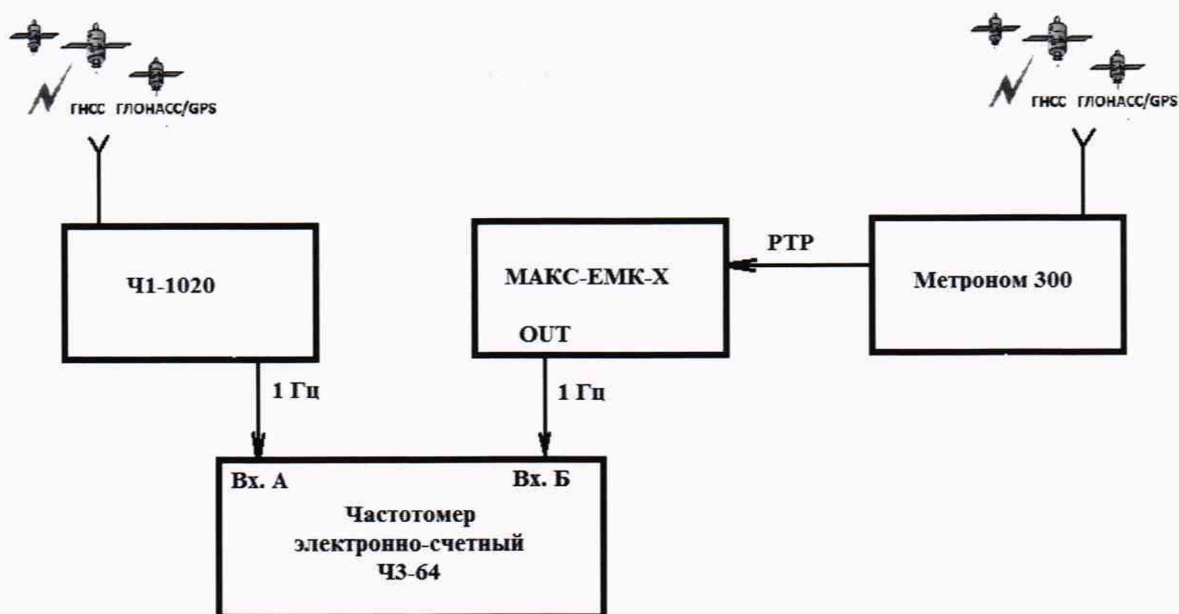 ГНСС ГЛОНАСС/GPS
ГНСС ГЛОНАСС/GPS
Ч1-1020
МАКС-ЕМК-Х
OUT
PTP
Метроном 300
1 Гц
1 Гц
Вх. А
Вх. Б
Частотомер
электронно-счетный
Ч3-64